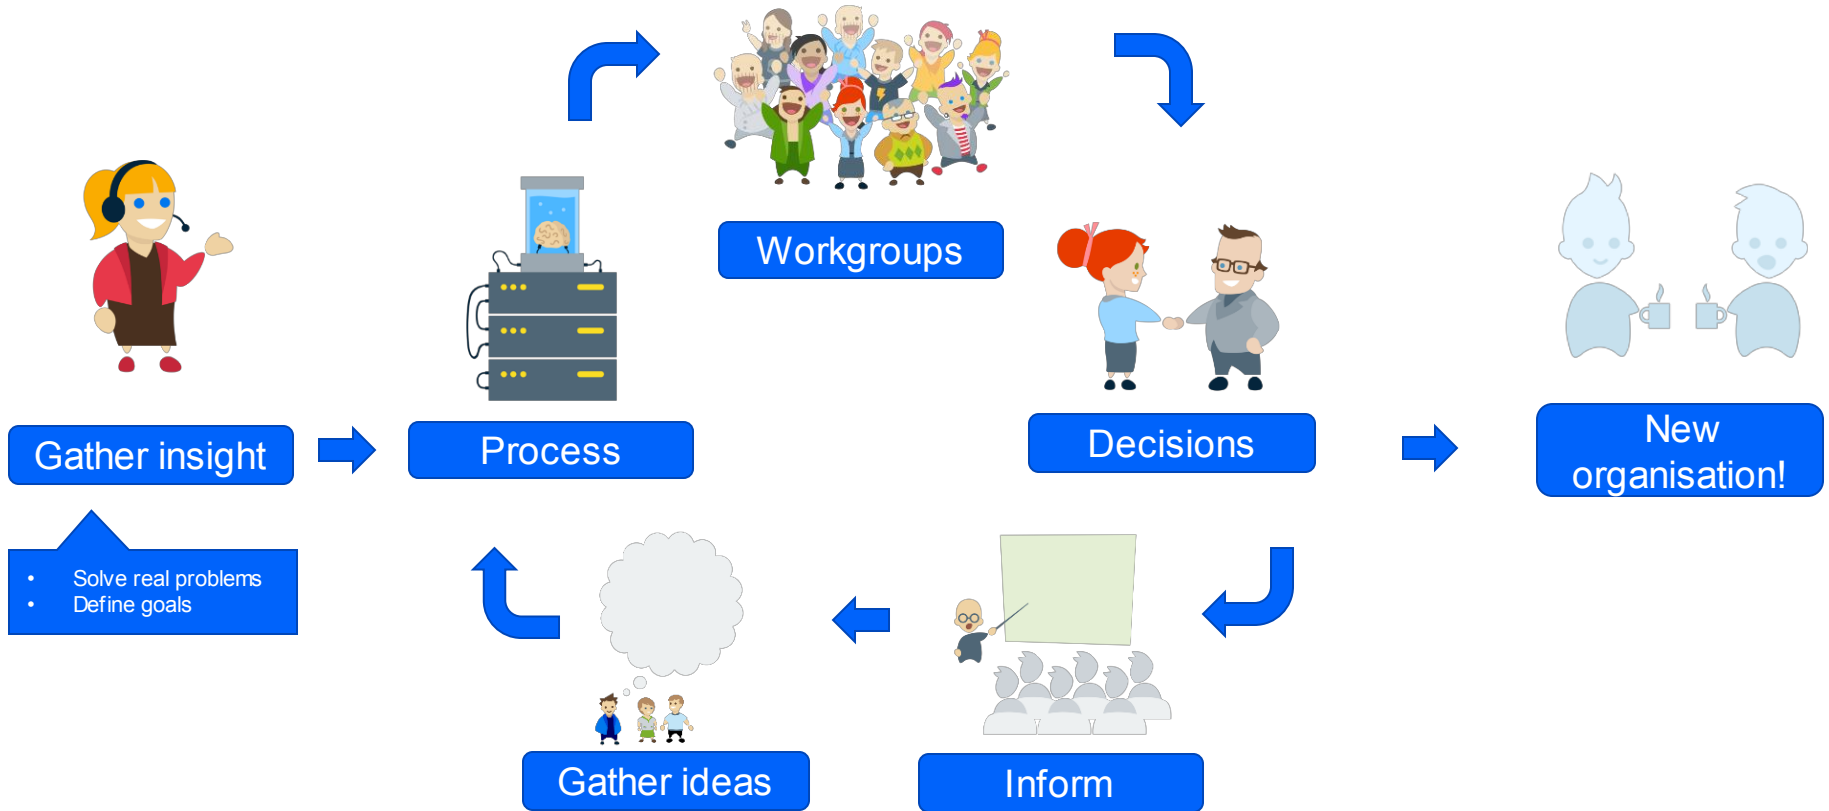 Workgroups
Gather insight
Process
Decisions
New
organisation!
• Solve real problems
• Define goals
Gather ideas
Inform